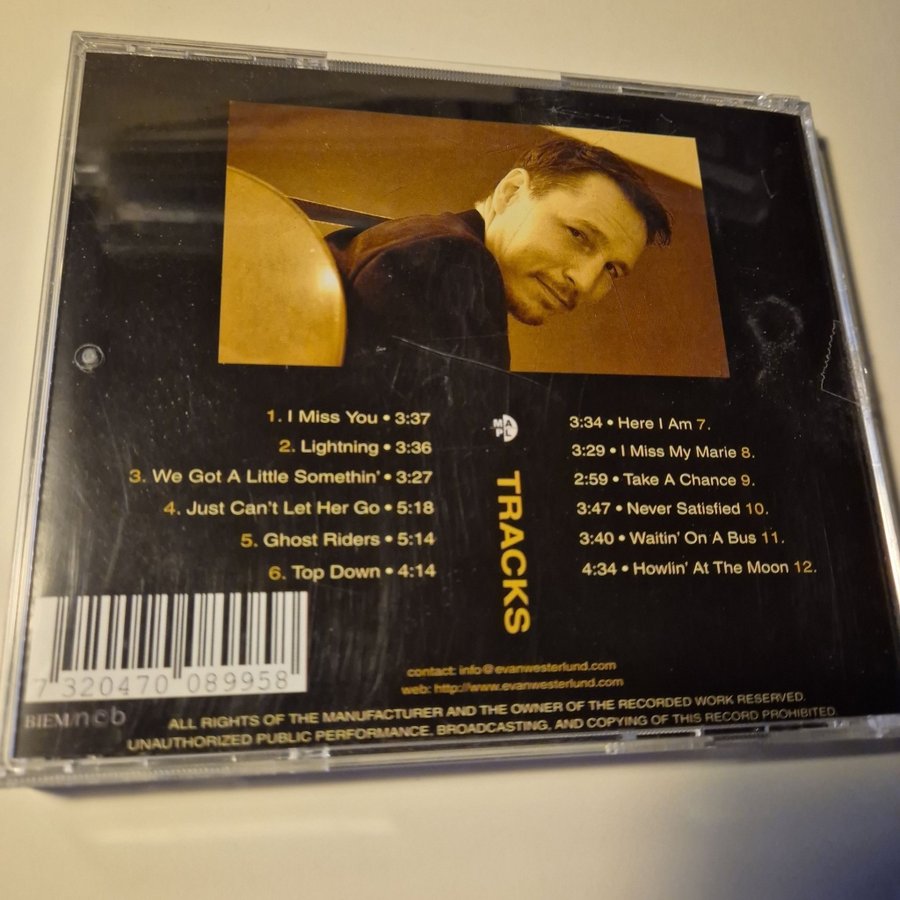 1. I Miss You • 3:37
2. Lightning • 3:36
3. We Got A Little Somethin' • 3:27
4. Just Can't Let Her Go • 5:18
5. Ghost Riders • 5:14
6. Top Down • 4:14
MAPL
TRACKS
3:34 • Here I Am 7.
3:29 • I Miss My Marie 8.
2:59 • Take A Chance 9.
3:47 • Never Satisfied 10.
3:40 • Waitin' On A Bus 11.
4:34 • Howlin' At The Moon 12.
7 320470 089958
BIEM/ncb
contact: info@evanwesterlund.com
web: http://www.evanwesterlund.com
ALL RIGHTS OF THE MANUFACTURER AND THE OWNER OF THE RECORDED WORK RESERVED.
UNAUTHORIZED PUBLIC PERFORMANCE, BROADCASTING, AND COPYING OF THIS RECORD PROHIBITED.